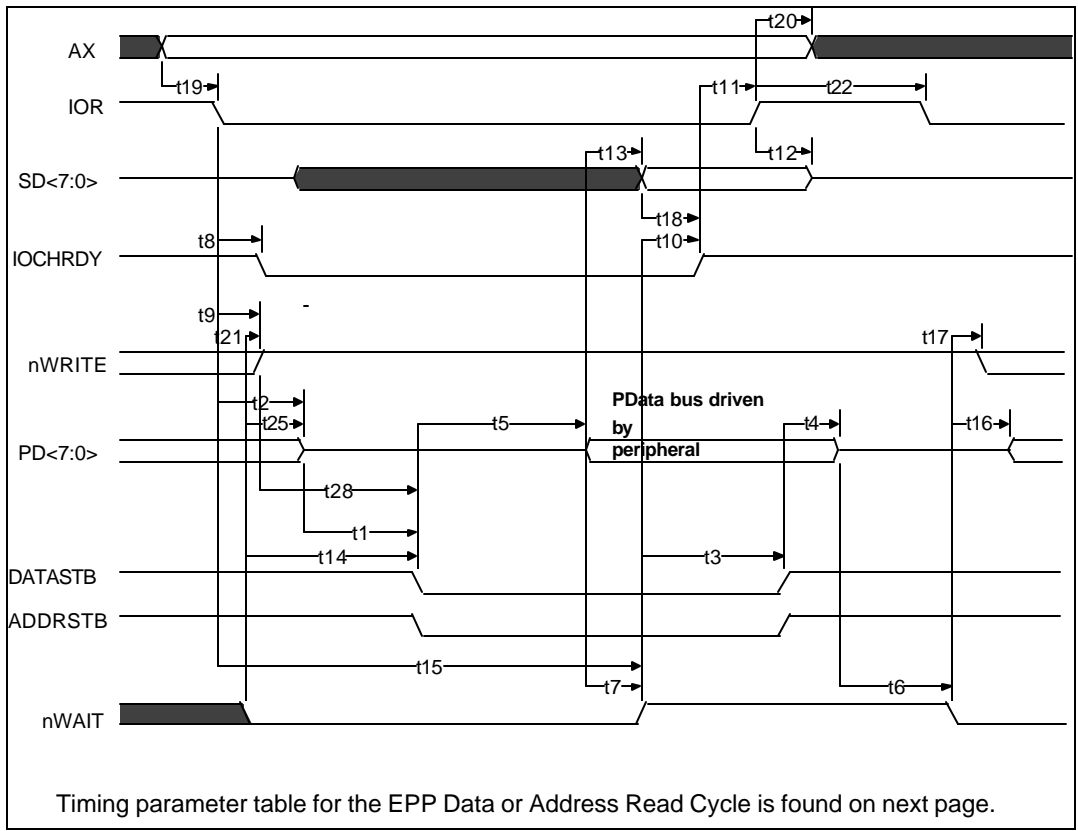 t20
AX
t19
t11
t22
IOR
t13
t12
SD<7:0>
t18
t8
t10
IOCHRDY
t9
t21
t17
nWRITE
t2
PData bus driven
t25
t5
by
t4
t16
PD<7:0>
peripheral
t28
t1
t14
t3
DATASTB
ADDRSTB
t15
t7
t6
nWAIT
Timing parameter table for the EPP Data or Address Read Cycle is found on next page.